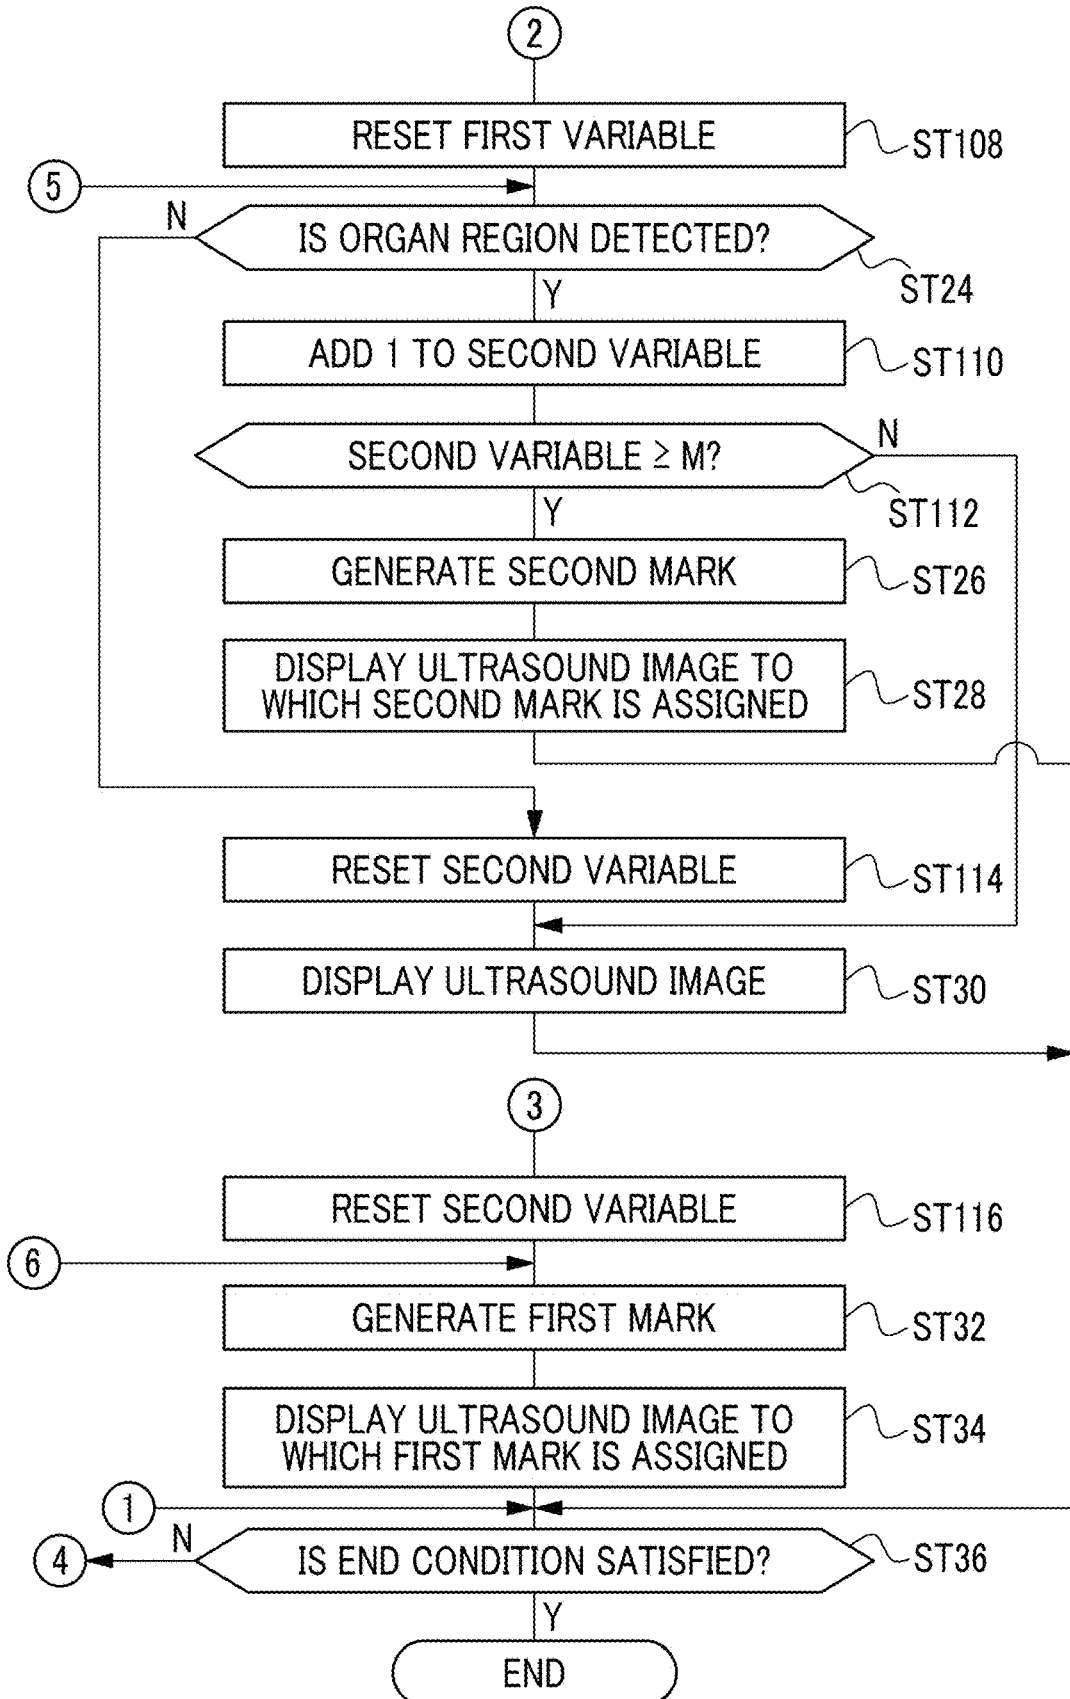 2
RESET FIRST VARIABLE
ST108
5
N
IS ORGAN REGION DETECTED?
ST24
Y
ADD 1 TO SECOND VARIABLE
ST110
SECOND VARIABLE ≥ M?
N
ST112
Y
GENERATE SECOND MARK
ST26
DISPLAY ULTRASOUND IMAGE TO
WHICH SECOND MARK IS ASSIGNED
ST28
RESET SECOND VARIABLE
ST114
DISPLAY ULTRASOUND IMAGE
ST30
3
RESET SECOND VARIABLE
ST116
6
GENERATE FIRST MARK
ST32
DISPLAY ULTRASOUND IMAGE TO
WHICH FIRST MARK IS ASSIGNED
ST34
1
N
4
IS END CONDITION SATISFIED?
ST36
Y
END